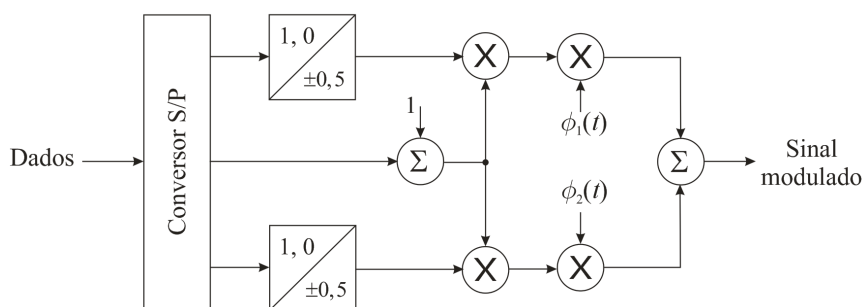 Dados
Conversor S/P
1, 0
±0,5
X
X
ϕ₁(t)
1
Σ
Σ
Sinal
modulado
ϕ₂(t)
1, 0
±0,5
X
X